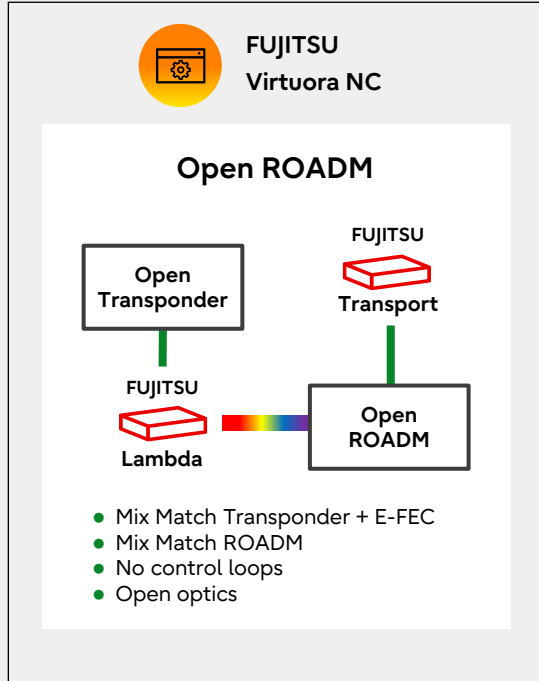 FUJITSU
Virtuora NC
Open ROADM
Open
Transponder
FUJITSU
Transport
FUJITSU
Lambda
Open
ROADM
Mix Match Transponder + E-FEC
Mix Match ROADM
No control loops
Open optics